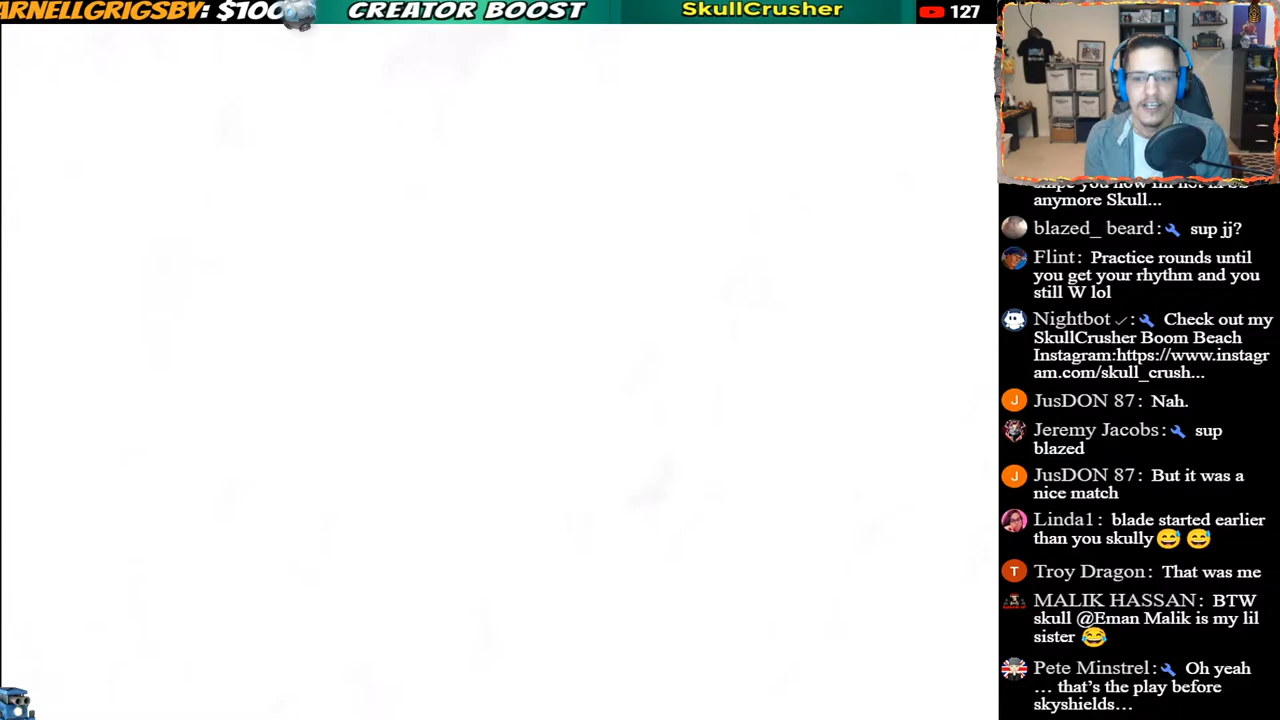 ARNELLGRIGSBY: $100
CREATOR BOOST
SkullCrusher
127
anymore Skull...
blazed_ beard: sup jj?
Flint: Practice rounds until
you get your rhythm and you
still W lol
Nightbot ✓: Check out my
SkullCrusher Boom Beach
Instagram:https://www.instagr
am.com/skull_crush...
J JusDON 87: Nah.
Jeremy Jacobs: sup
blazed
J JusDON 87: But it was a
nice match
Linda1: blade started earlier
than you skully😅 😅
T Troy Dragon: That was me
MALIK HASSAN: BTW
skull @Eman Malik is my lil
sister 😂
Pete Minstrel: Oh yeah
… that’s the play before
skyshields…